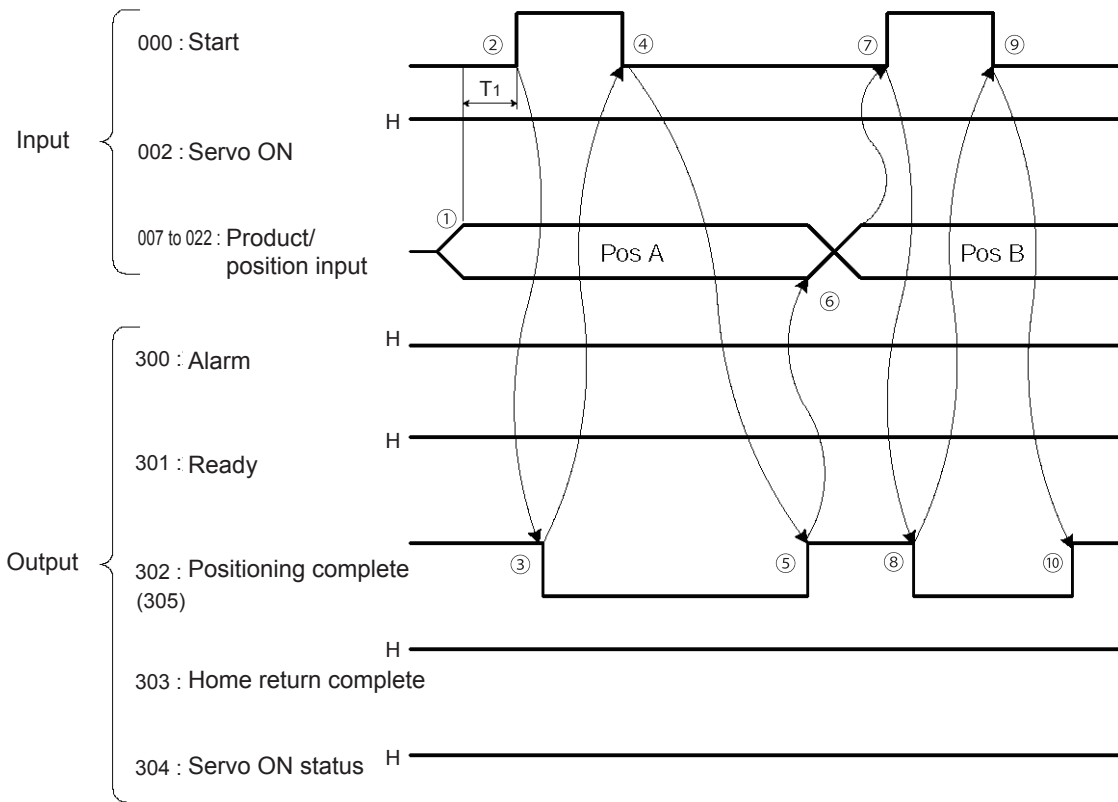 000 : Start
② ④ ⑦ ⑨
T1
Input
H
002 : Servo ON
①
007 to 022 : Product/
position input
Pos A
Pos B
⑥
H
300 : Alarm
H
301 : Ready
Output
302 : Positioning complete
(305)
③ ⑤ ⑧ ⑩
H
303 : Home return complete
304 : Servo ON status
H